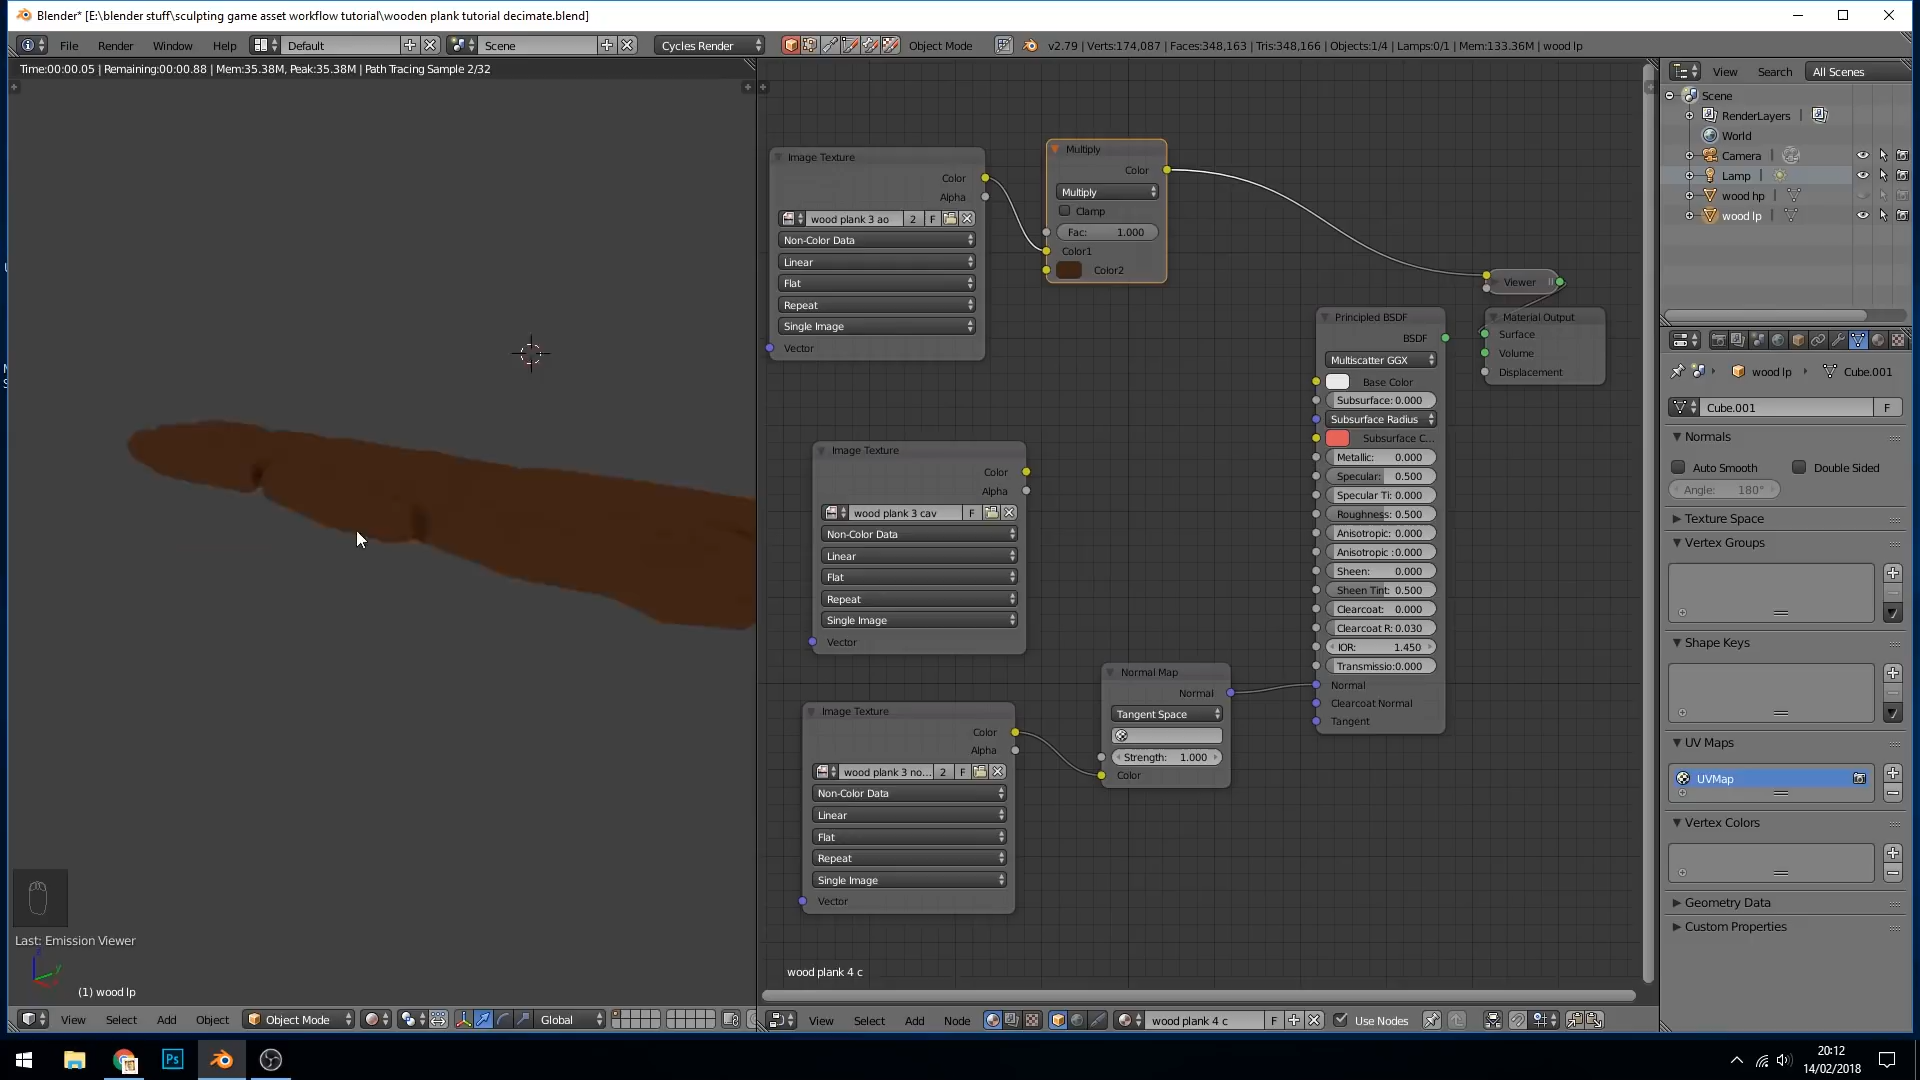 Blender* [E:\blender stuff\sculpting game asset workflow tutorial\wooden plank tutorial decimate.blend]
File Render Window Help Default Scene Cycles Render Object Mode v2.79 | Verts:174,087 | Faces:348,163 | Tris:348,166 | Objects:1/4 | Lamps:0/1 | Mem:133.36M | wood lp
Time:00:00.05 | Remaining:00:00.88 | Mem:35.38M, Peak:35.38M | Path Tracing Sample 2/32
Last: Emission Viewer
(1) wood lp
View Select Add Object Object Mode Global
Image Texture
Color
Alpha
wood plank 3 ao 2 F
Non-Color Data
Linear
Flat
Repeat
Single Image
Vector
Multiply
Color
Multiply
Clamp
Fac: 1.000
Color1
Color2
Viewer
Material Output
Surface
Volume
Displacement
Principled BSDF
BSDF
Multiscatter GGX
Base Color
Subsurface: 0.000
Subsurface Radius
Subsurface C...
Metallic: 0.000
Specular: 0.500
Specular Ti: 0.000
Roughness: 0.500
Anisotropic: 0.000
Anisotropic :0.000
Sheen: 0.000
Sheen Tint: 0.500
Clearcoat: 0.000
Clearcoat R: 0.030
IOR: 1.450
Transmissio:0.000
Normal
Clearcoat Normal
Tangent
Image Texture
Color
Alpha
wood plank 3 cav F
Non-Color Data
Linear
Flat
Repeat
Single Image
Vector
Normal Map
Normal
Tangent Space
Strength: 1.000
Color
Image Texture
Color
Alpha
wood plank 3 no... 2 F
Non-Color Data
Linear
Flat
Repeat
Single Image
Vector
wood plank 4 c
View Select Add Node wood plank 4 c F Use Nodes
View Search All Scenes
Scene
RenderLayers
World
Camera
Lamp
wood hp
wood lp
wood lp Cube.001
Cube.001 F
Normals
Auto Smooth Double Sided
Angle: 180°
Texture Space
Vertex Groups
Shape Keys
UV Maps
UVMap
Vertex Colors
Geometry Data
Custom Properties
Ps
20:12
14/02/2018